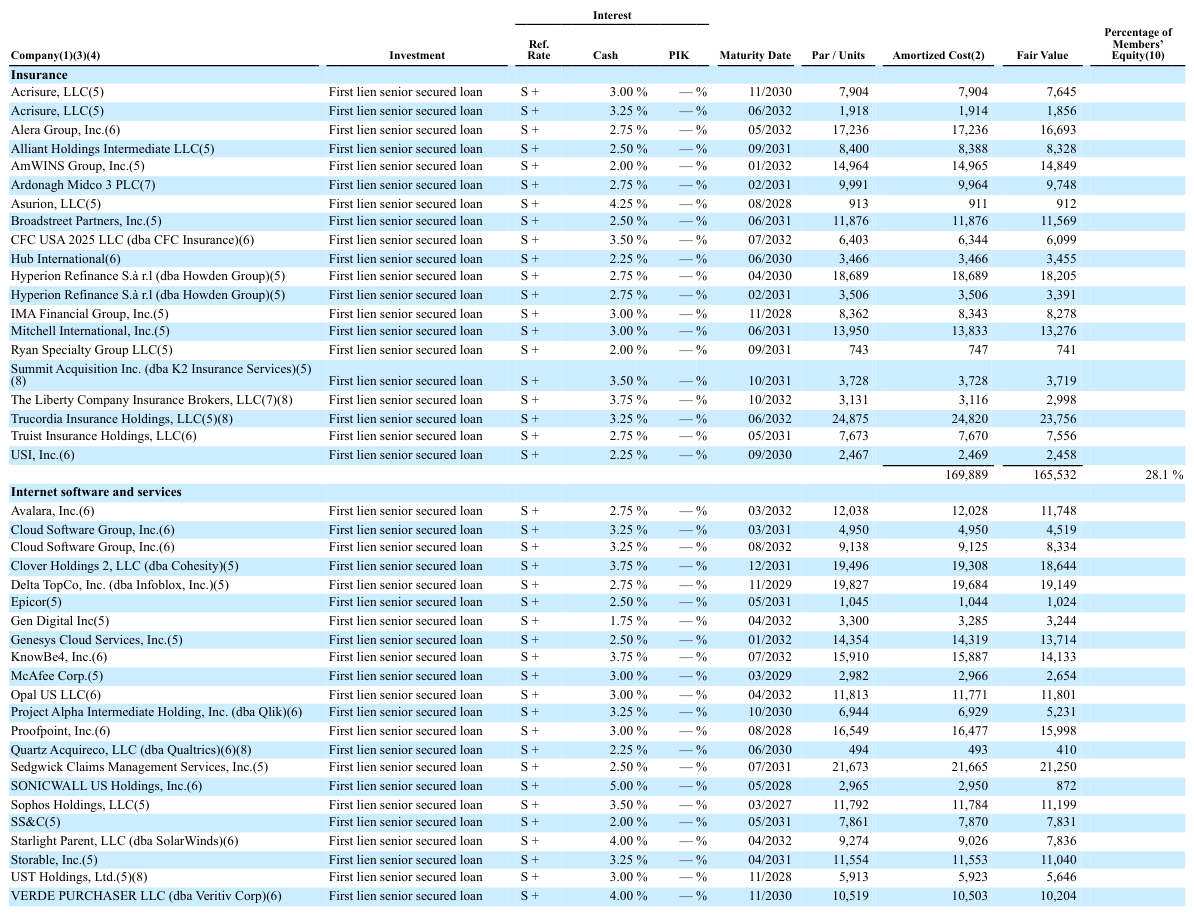 Interest
Company(1)(3)(4) Investment Ref. Rate Cash PIK Maturity Date Par / Units Amortized Cost(2) Fair Value Percentage of Members' Equity(10)
Insurance
Acrisure, LLC(5) First lien senior secured loan S + 3.00 % — % 11/2030 7,904 7,904 7,645
Acrisure, LLC(5) First lien senior secured loan S + 3.25 % — % 06/2032 1,918 1,914 1,856
Alera Group, Inc.(6) First lien senior secured loan S + 2.75 % — % 05/2032 17,236 17,236 16,693
Alliant Holdings Intermediate LLC(5) First lien senior secured loan S + 2.50 % — % 09/2031 8,400 8,388 8,328
AmWINS Group, Inc.(5) First lien senior secured loan S + 2.00 % — % 01/2032 14,964 14,965 14,849
Ardonagh Midco 3 PLC(7) First lien senior secured loan S + 2.75 % — % 02/2031 9,991 9,964 9,748
Asurion, LLC(5) First lien senior secured loan S + 4.25 % — % 08/2028 913 911 912
Broadstreet Partners, Inc.(5) First lien senior secured loan S + 2.50 % — % 06/2031 11,876 11,876 11,569
CFC USA 2025 LLC (dba CFC Insurance)(6) First lien senior secured loan S + 3.50 % — % 07/2032 6,403 6,344 6,099
Hub International(6) First lien senior secured loan S + 2.25 % — % 06/2030 3,466 3,466 3,455
Hyperion Refinance S.à r.l (dba Howden Group)(5) First lien senior secured loan S + 2.75 % — % 04/2030 18,689 18,689 18,205
Hyperion Refinance S.à r.l (dba Howden Group)(5) First lien senior secured loan S + 2.75 % — % 02/2031 3,506 3,506 3,391
IMA Financial Group, Inc.(5) First lien senior secured loan S + 3.00 % — % 11/2028 8,362 8,343 8,278
Mitchell International, Inc.(5) First lien senior secured loan S + 3.00 % — % 06/2031 13,950 13,833 13,276
Ryan Specialty Group LLC(5) First lien senior secured loan S + 2.00 % — % 09/2031 743 747 741
Summit Acquisition Inc. (dba K2 Insurance Services)(5)
(8) First lien senior secured loan S + 3.50 % — % 10/2031 3,728 3,728 3,719
The Liberty Company Insurance Brokers, LLC(7)(8) First lien senior secured loan S + 3.75 % — % 10/2032 3,131 3,116 2,998
Trucordia Insurance Holdings, LLC(5)(8) First lien senior secured loan S + 3.25 % — % 06/2032 24,875 24,820 23,756
Truist Insurance Holdings, LLC(6) First lien senior secured loan S + 2.75 % — % 05/2031 7,673 7,670 7,556
USI, Inc.(6) First lien senior secured loan S + 2.25 % — % 09/2030 2,467 2,469 2,458
169,889 165,532 28.1 %
Internet software and services
Avalara, Inc.(6) First lien senior secured loan S + 2.75 % — % 03/2032 12,038 12,028 11,748
Cloud Software Group, Inc.(6) First lien senior secured loan S + 3.25 % — % 03/2031 4,950 4,950 4,519
Cloud Software Group, Inc.(6) First lien senior secured loan S + 3.25 % — % 08/2032 9,138 9,125 8,334
Clover Holdings 2, LLC (dba Cohesity)(5) First lien senior secured loan S + 3.75 % — % 12/2031 19,496 19,308 18,644
Delta TopCo, Inc. (dba Infoblox, Inc.)(5) First lien senior secured loan S + 2.75 % — % 11/2029 19,827 19,684 19,149
Epicor(5) First lien senior secured loan S + 2.50 % — % 05/2031 1,045 1,044 1,024
Gen Digital Inc(5) First lien senior secured loan S + 1.75 % — % 04/2032 3,300 3,285 3,244
Genesys Cloud Services, Inc.(5) First lien senior secured loan S + 2.50 % — % 01/2032 14,354 14,319 13,714
KnowBe4, Inc.(6) First lien senior secured loan S + 3.75 % — % 07/2032 15,910 15,887 14,133
McAfee Corp.(5) First lien senior secured loan S + 3.00 % — % 03/2029 2,982 2,966 2,654
Opal US LLC(6) First lien senior secured loan S + 3.00 % — % 04/2032 11,813 11,771 11,801
Project Alpha Intermediate Holding, Inc. (dba Qlik)(6) First lien senior secured loan S + 3.25 % — % 10/2030 6,944 6,929 5,231
Proofpoint, Inc.(6) First lien senior secured loan S + 3.00 % — % 08/2028 16,549 16,477 15,998
Quartz Acquireco, LLC (dba Qualtrics)(6)(8) First lien senior secured loan S + 2.25 % — % 06/2030 494 493 410
Sedgwick Claims Management Services, Inc.(5) First lien senior secured loan S + 2.50 % — % 07/2031 21,673 21,665 21,250
SONICWALL US Holdings, Inc.(6) First lien senior secured loan S + 5.00 % — % 05/2028 2,965 2,950 872
Sophos Holdings, LLC(5) First lien senior secured loan S + 3.50 % — % 03/2027 11,792 11,784 11,199
SS&C(5) First lien senior secured loan S + 2.00 % — % 05/2031 7,861 7,870 7,831
Starlight Parent, LLC (dba SolarWinds)(6) First lien senior secured loan S + 4.00 % — % 04/2032 9,274 9,026 7,836
Storable, Inc.(5) First lien senior secured loan S + 3.25 % — % 04/2031 11,554 11,553 11,040
UST Holdings, Ltd.(5)(8) First lien senior secured loan S + 3.00 % — % 11/2028 5,913 5,923 5,646
VERDE PURCHASER LLC (dba Veritiv Corp)(6) First lien senior secured loan S + 4.00 % — % 11/2030 10,519 10,503 10,204